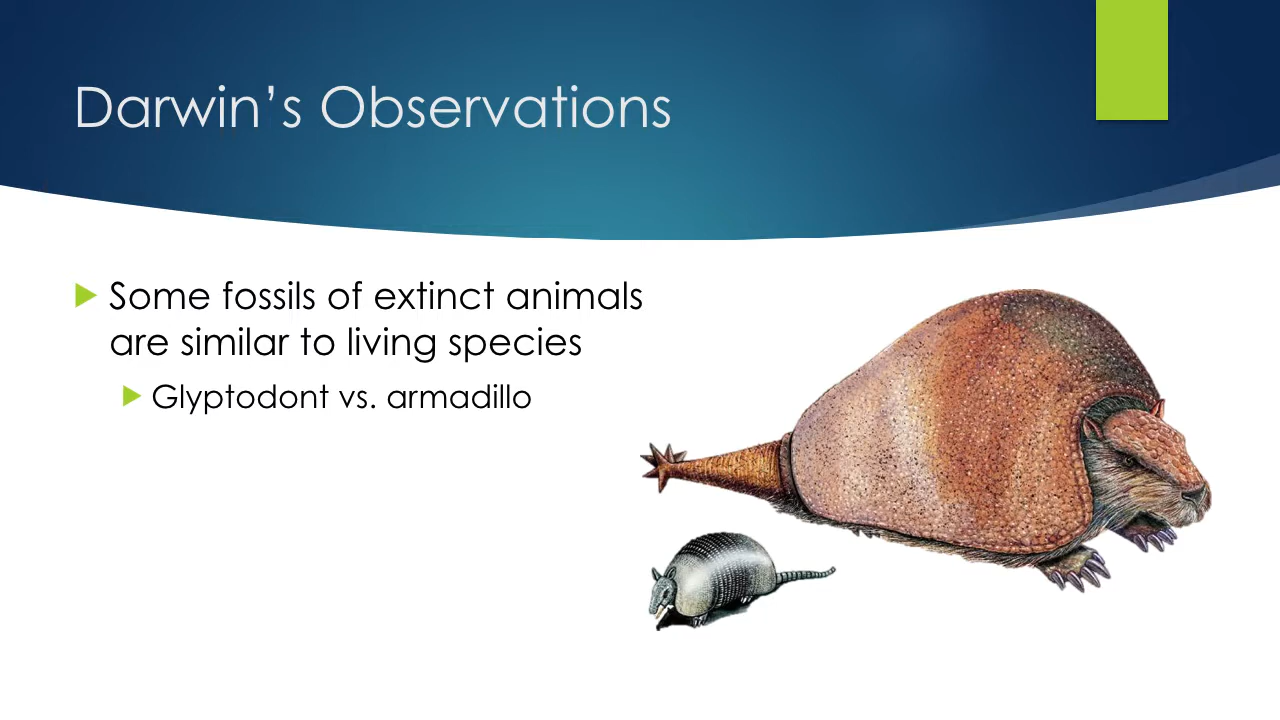 Darwin’s Observations
Some fossils of extinct animals
are similar to living species
Glyptodont vs. armadillo